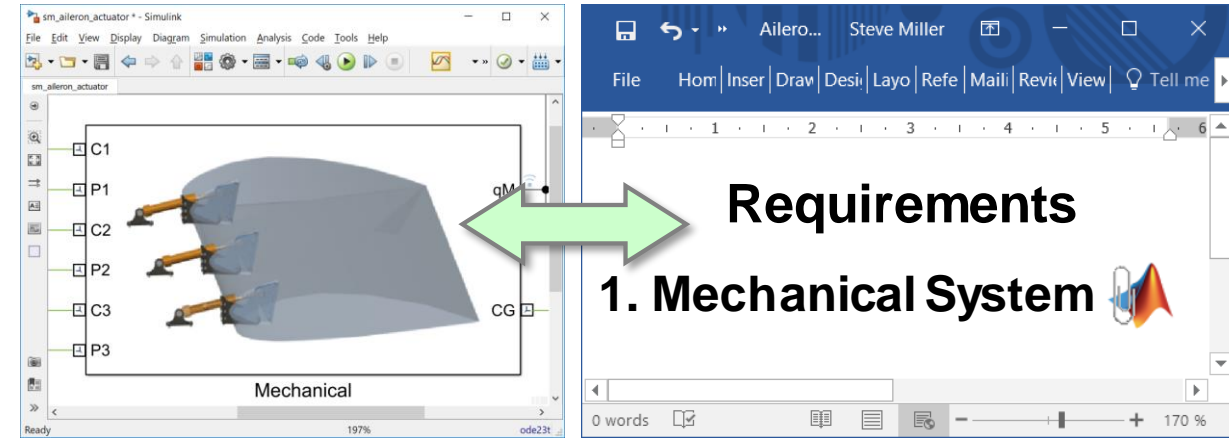 sm_aileron_actuator * - Simulink
File Edit View Display Diagram Simulation Analysis Code Tools Help
sm_aileron_actuator
C1
P1
C2
P2
C3
P3
qM
CG
Mechanical
Ready 197% ode23t
Ailero... Steve Miller
File Hom Inser Draw Desi Layo Refe Maili Revie View Tell me
1 2 3 4 5 6
Requirements
1. Mechanical System
0 words 170 %